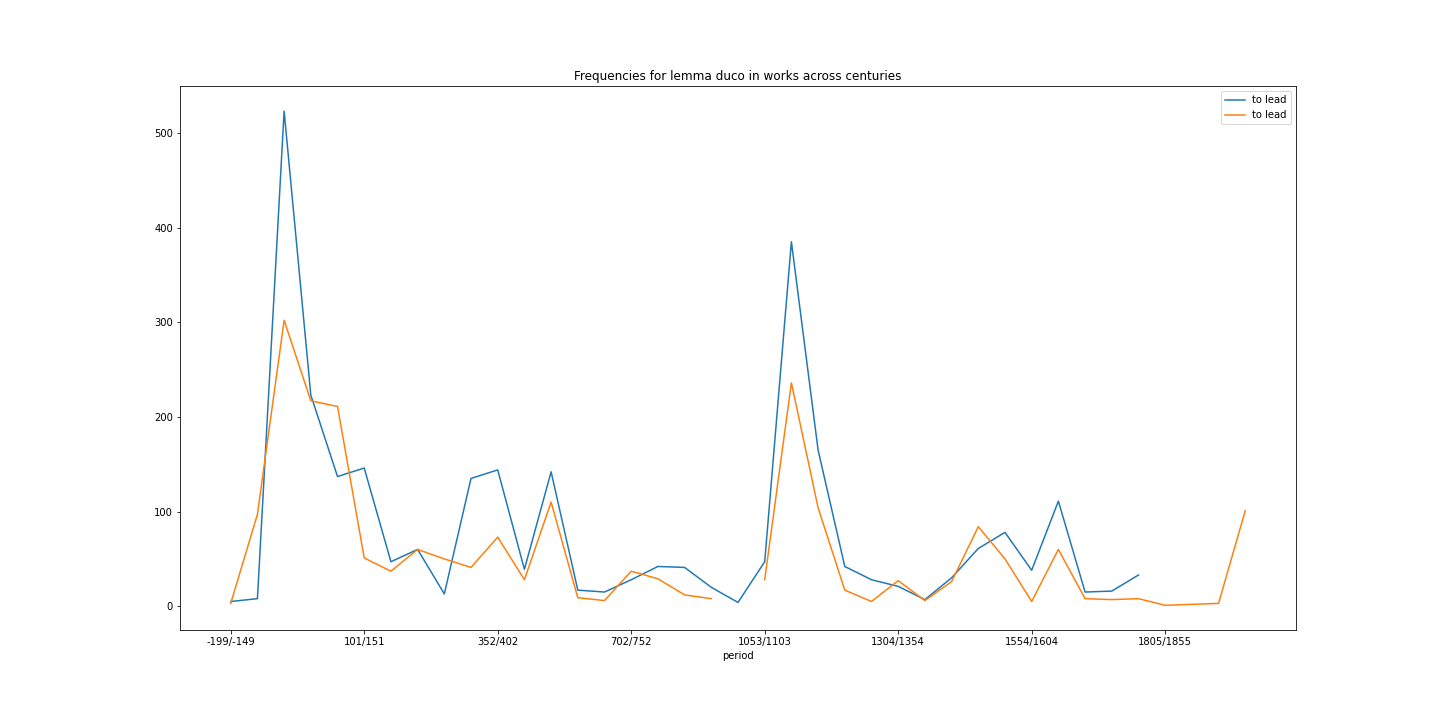 Frequencies for lemma duco in works across centuries
to lead
to lead
500
400
300
200
100
0
-199/-149 101/151 352/402 702/752 1053/1103 1304/1354 1554/1604 1805/1855
period